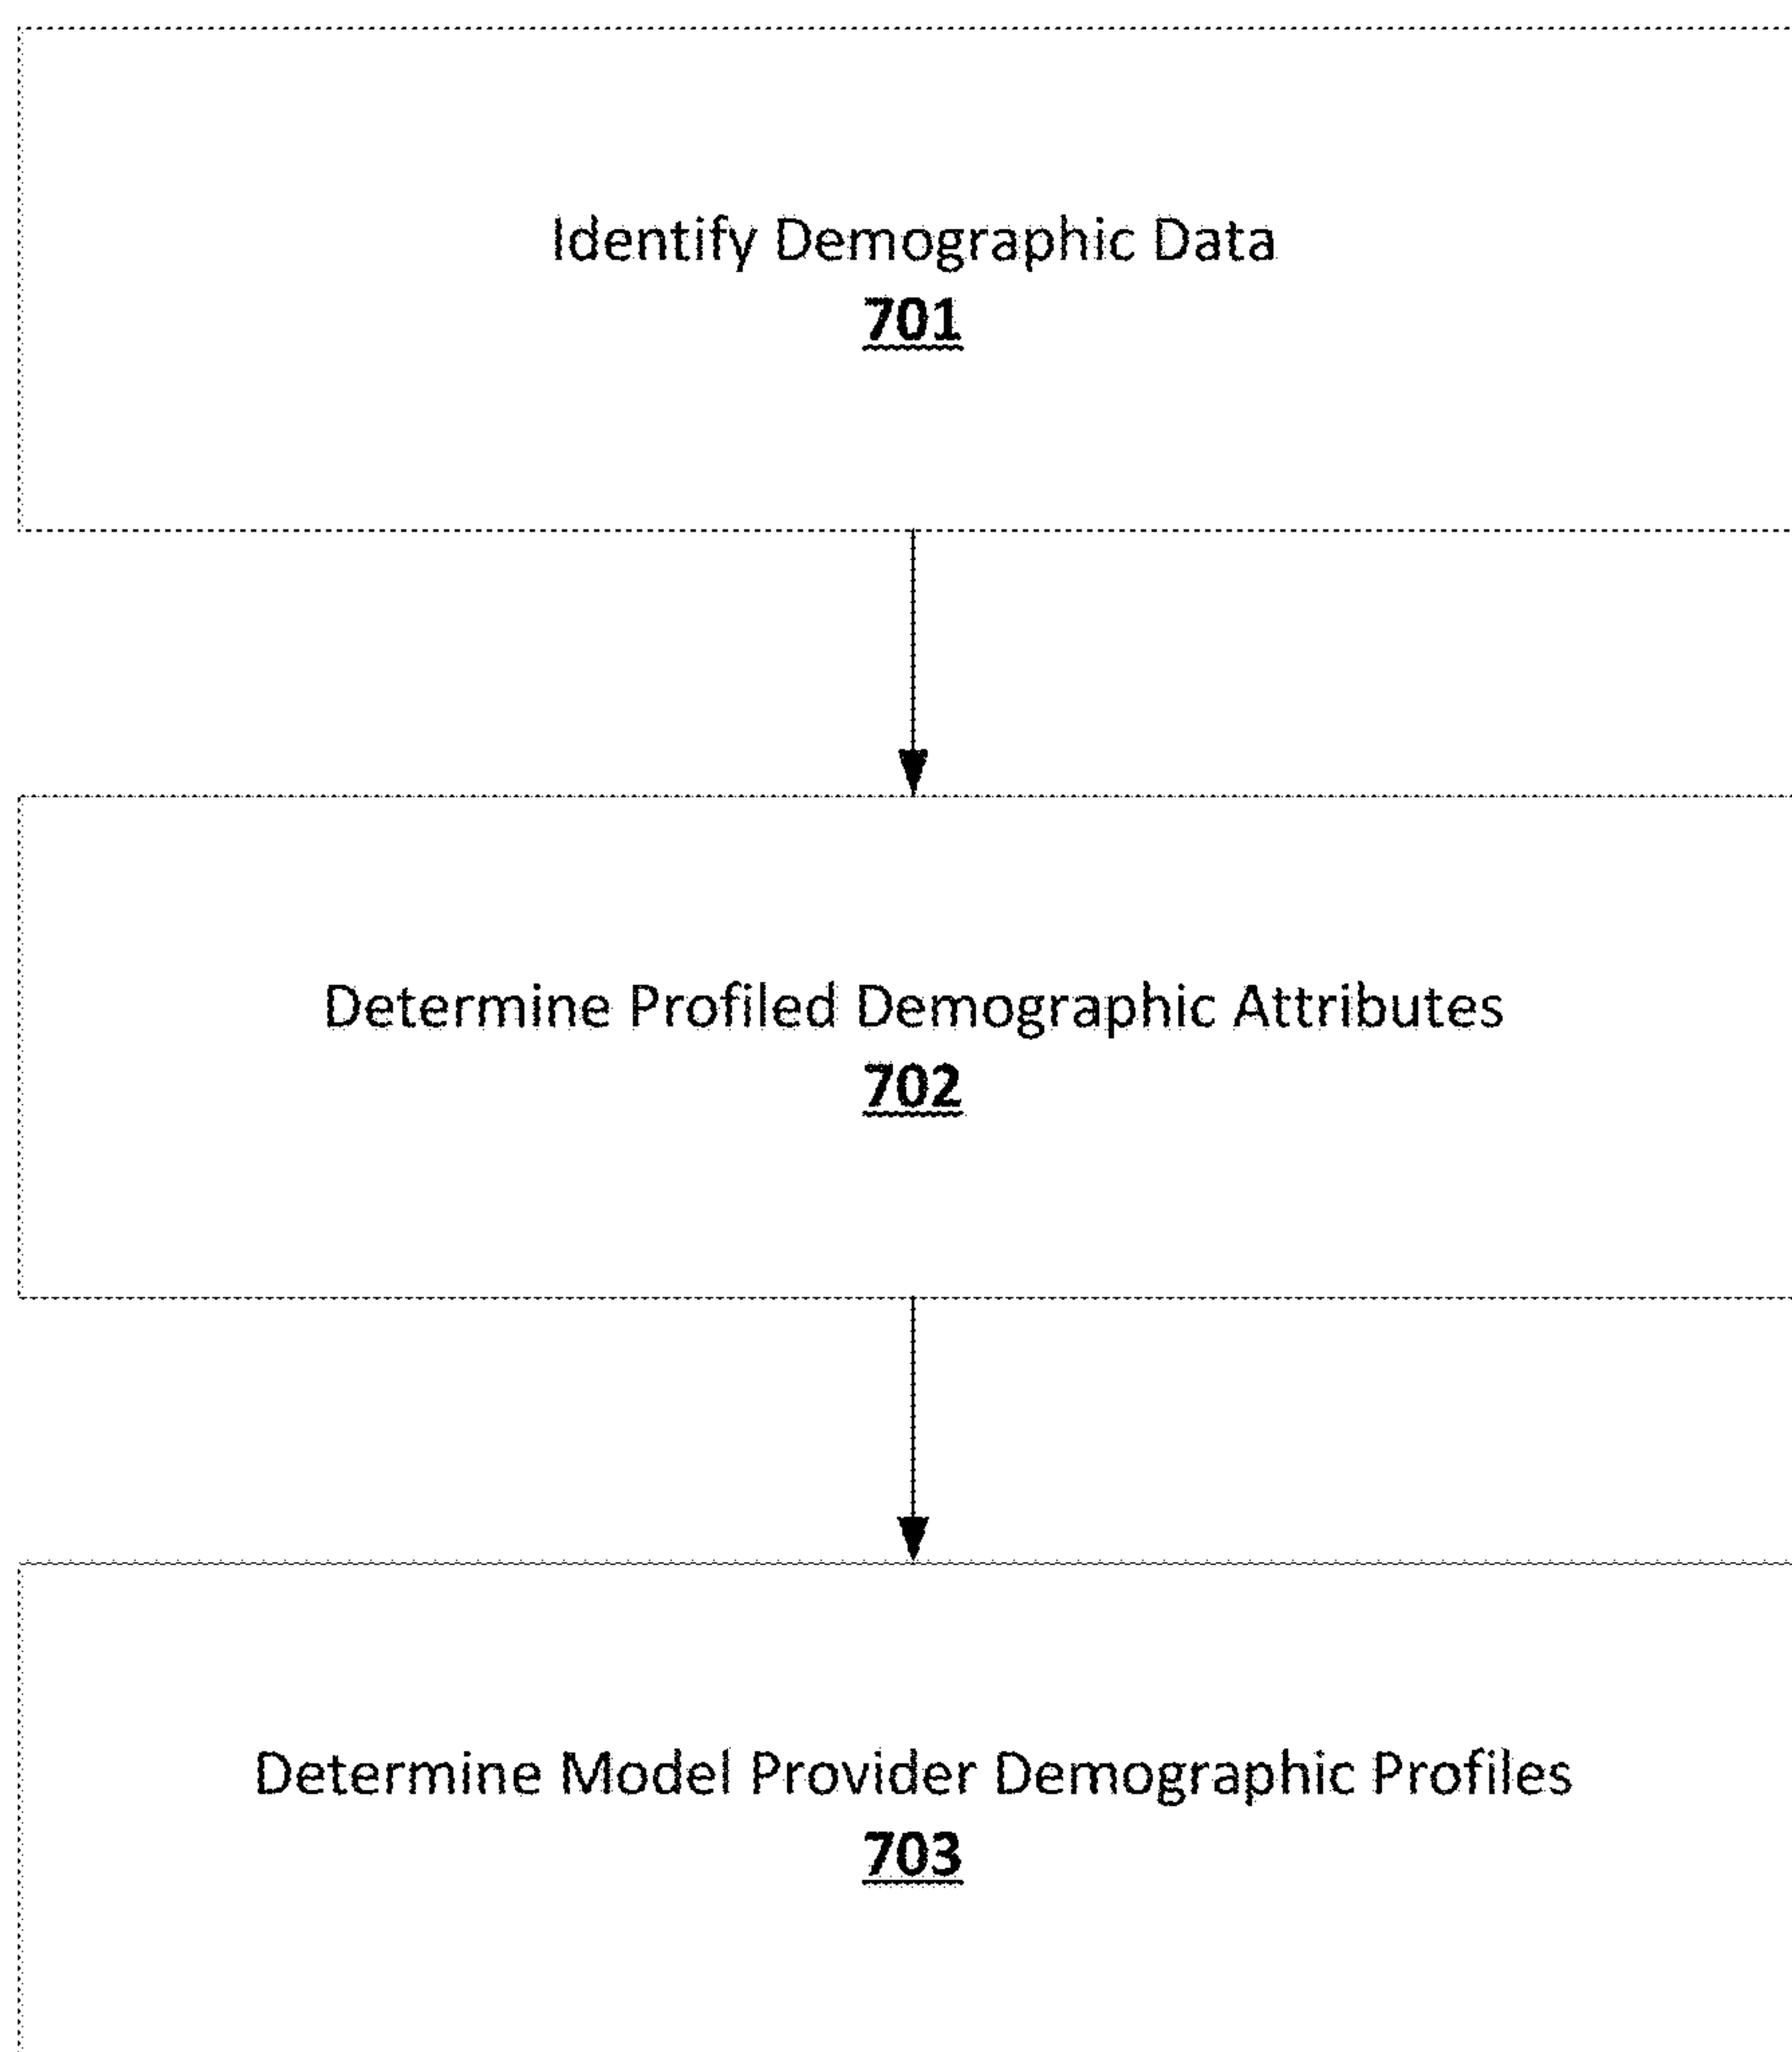 Identify Demographic Data
701
Determine Profiled Demographic Attributes
702
Determine Model Provider Demographic Profiles
703